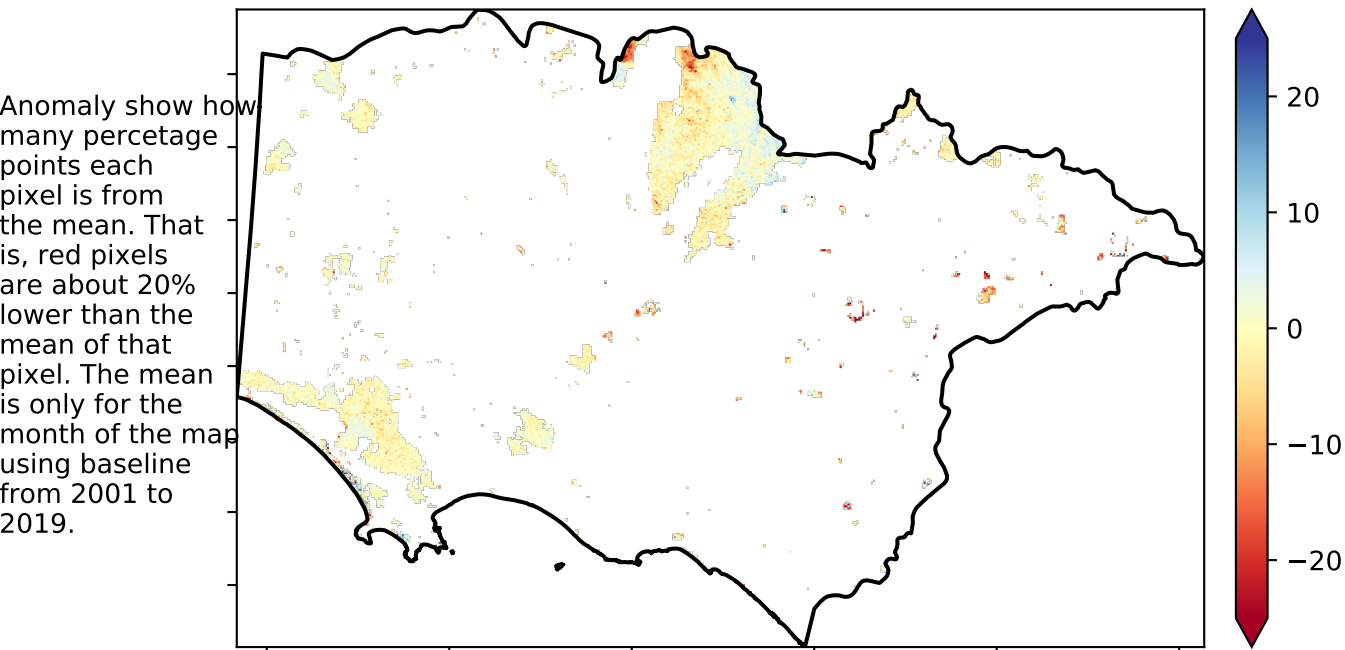 Anomaly show how
many percetage
points each
pixel is from
the mean. That
is, red pixels
are about 20%
lower than the
mean of that
pixel. The mean
is only for the
month of the map
using baseline
from 2001 to
2019.
20
10
0
−10
−20